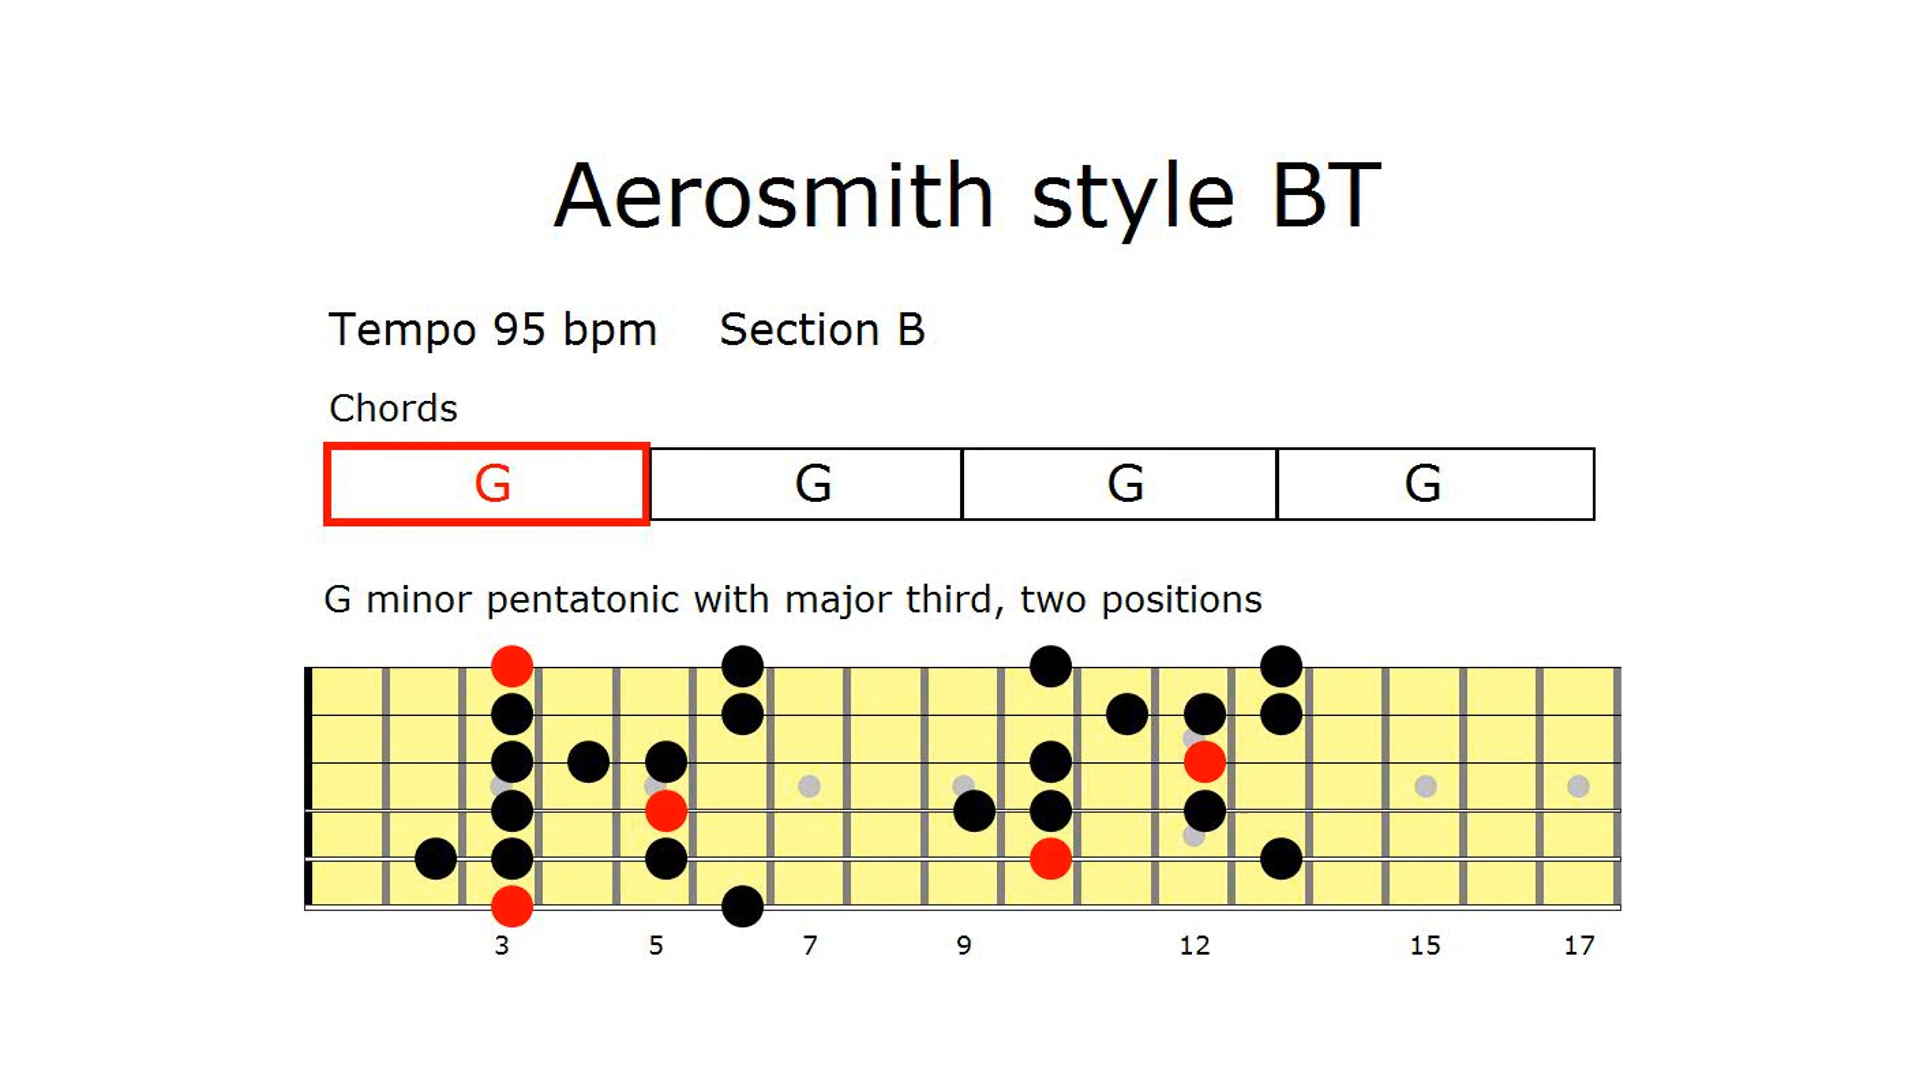 Aerosmith style BT
Tempo 95 bpm Section B
Chords
G G G G
G minor pentatonic with major third, two positions
3 5 7 9 12 15 17